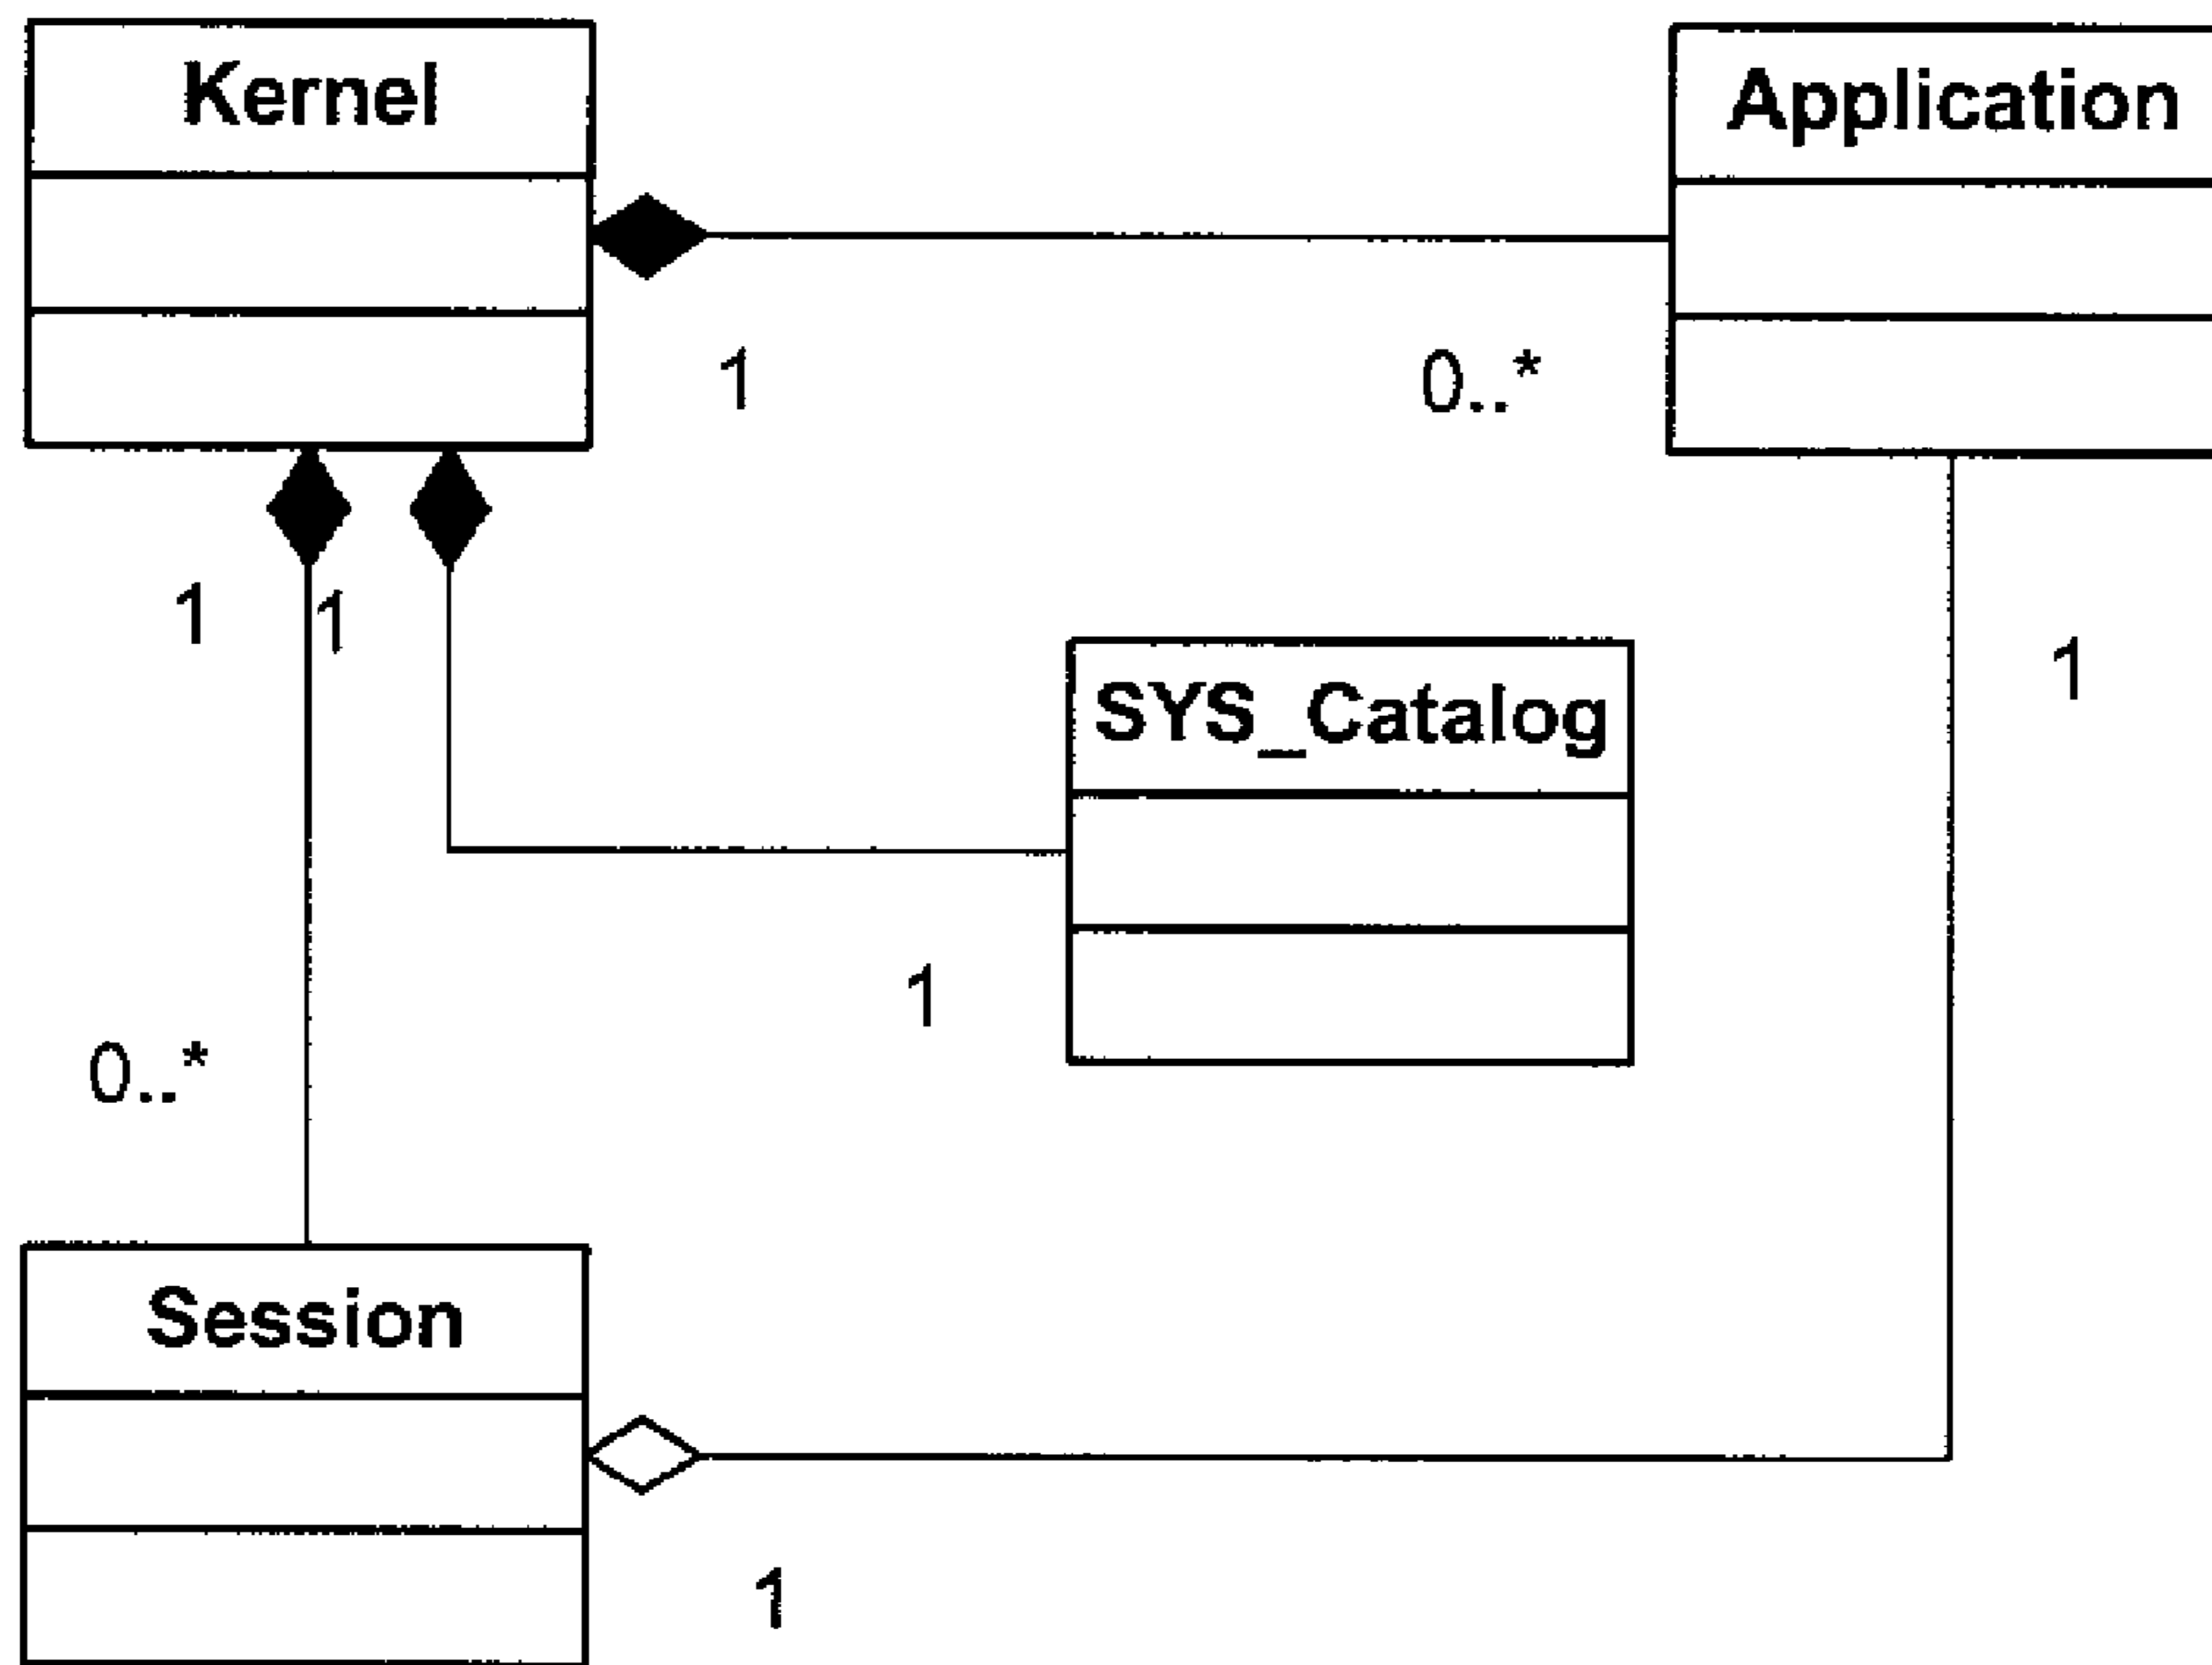 Kernel
Application
1
0..*
1
1
1
SYS_Catalog
1
0..*
Session
1